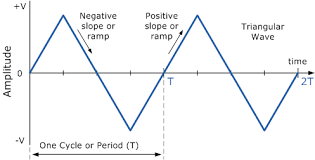 +V
Negative
slope or
ramp
Positive
slope or
ramp
Triangular
Wave
Amplitude
0
time
T
2T
-V
One Cycle or Period (T)